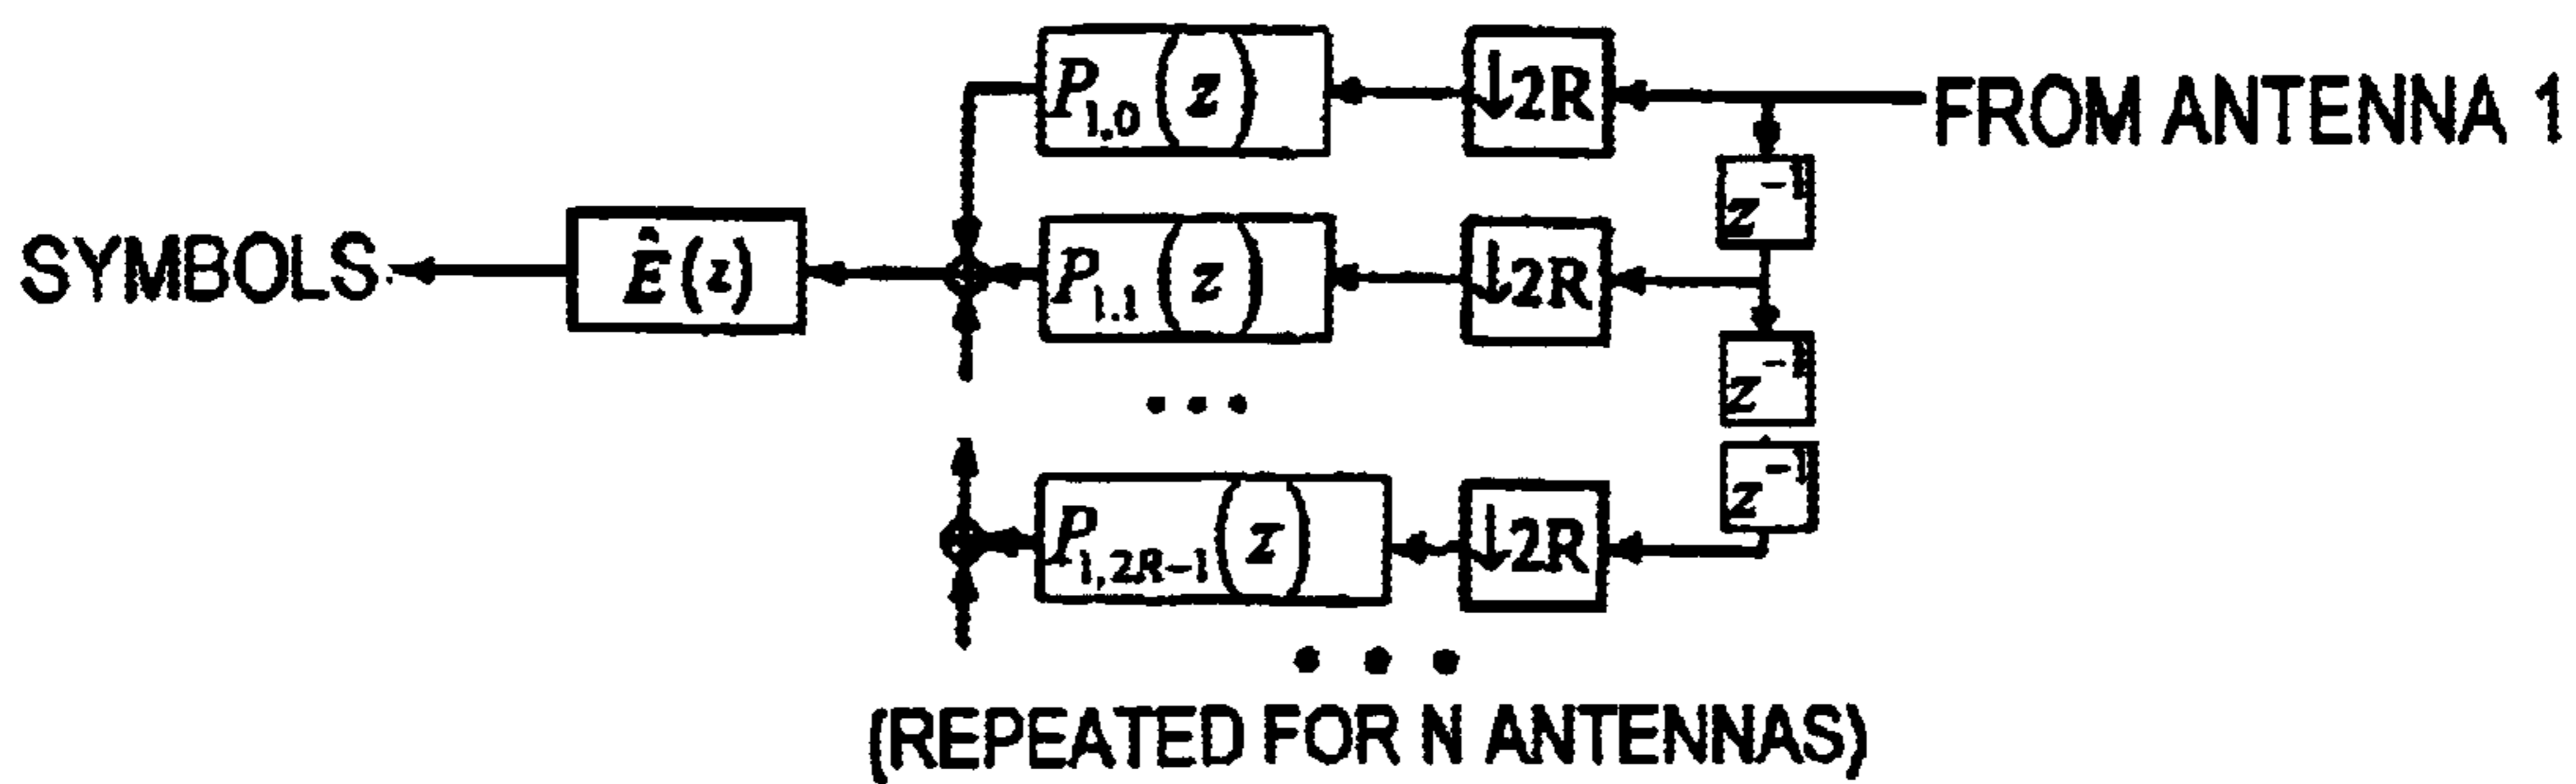 P₁.₀(z) ↓2R FROM ANTENNA 1
z⁻¹
SYMBOLS Ê(z) P₁.₁(z) ↓2R
z⁻¹
• • •
z⁻¹
P₁,₂R₋₁(z) ↓2R
• • •
(REPEATED FOR N ANTENNAS)